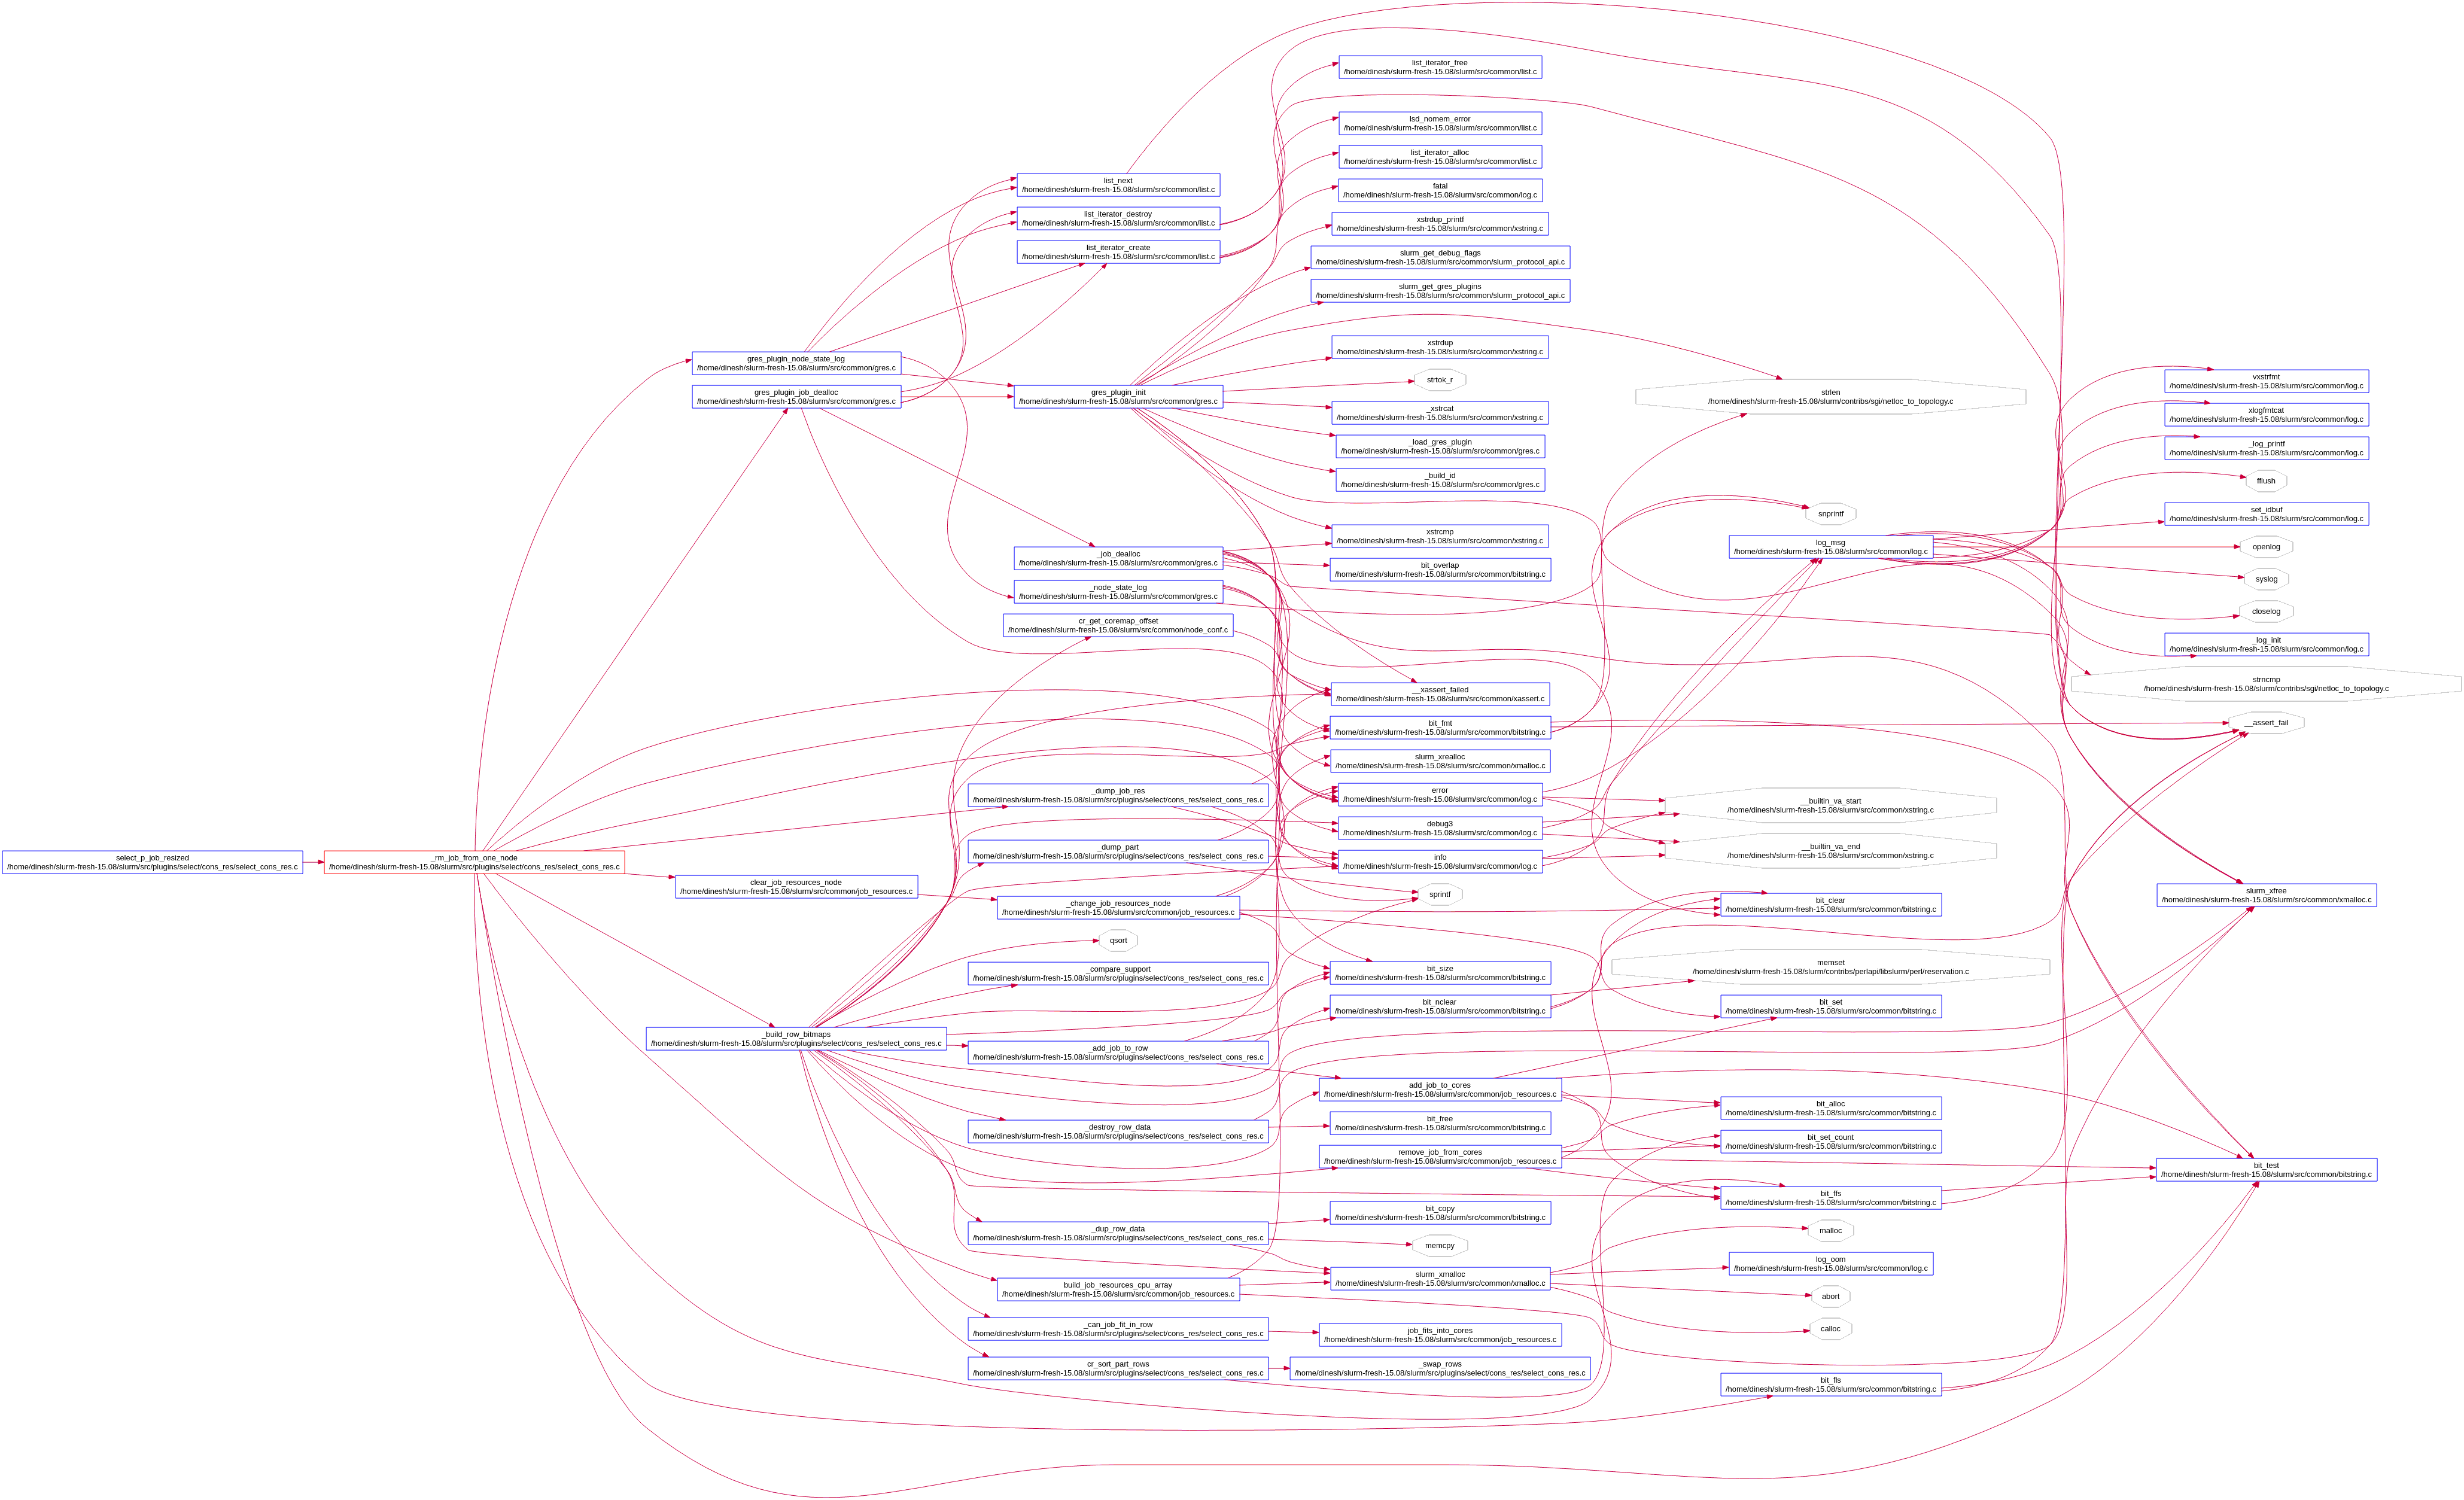 select_p_job_resized
/home/dinesh/slurm-fresh-15.08/slurm/src/plugins/select/cons_res/select_cons_res.c
_rm_job_from_one_node
/home/dinesh/slurm-fresh-15.08/slurm/src/plugins/select/cons_res/select_cons_res.c
gres_plugin_node_state_log
/home/dinesh/slurm-fresh-15.08/slurm/src/common/gres.c
gres_plugin_job_dealloc
/home/dinesh/slurm-fresh-15.08/slurm/src/common/gres.c
clear_job_resources_node
/home/dinesh/slurm-fresh-15.08/slurm/src/common/job_resources.c
_build_row_bitmaps
/home/dinesh/slurm-fresh-15.08/slurm/src/plugins/select/cons_res/select_cons_res.c
list_next
/home/dinesh/slurm-fresh-15.08/slurm/src/common/list.c
list_iterator_destroy
/home/dinesh/slurm-fresh-15.08/slurm/src/common/list.c
list_iterator_create
/home/dinesh/slurm-fresh-15.08/slurm/src/common/list.c
gres_plugin_init
/home/dinesh/slurm-fresh-15.08/slurm/src/common/gres.c
_job_dealloc
/home/dinesh/slurm-fresh-15.08/slurm/src/common/gres.c
_node_state_log
/home/dinesh/slurm-fresh-15.08/slurm/src/common/gres.c
cr_get_coremap_offset
/home/dinesh/slurm-fresh-15.08/slurm/src/common/node_conf.c
_dump_job_res
/home/dinesh/slurm-fresh-15.08/slurm/src/plugins/select/cons_res/select_cons_res.c
_dump_part
/home/dinesh/slurm-fresh-15.08/slurm/src/plugins/select/cons_res/select_cons_res.c
_change_job_resources_node
/home/dinesh/slurm-fresh-15.08/slurm/src/common/job_resources.c
qsort
_compare_support
/home/dinesh/slurm-fresh-15.08/slurm/src/plugins/select/cons_res/select_cons_res.c
_add_job_to_row
/home/dinesh/slurm-fresh-15.08/slurm/src/plugins/select/cons_res/select_cons_res.c
_destroy_row_data
/home/dinesh/slurm-fresh-15.08/slurm/src/plugins/select/cons_res/select_cons_res.c
_dup_row_data
/home/dinesh/slurm-fresh-15.08/slurm/src/plugins/select/cons_res/select_cons_res.c
build_job_resources_cpu_array
/home/dinesh/slurm-fresh-15.08/slurm/src/common/job_resources.c
_can_job_fit_in_row
/home/dinesh/slurm-fresh-15.08/slurm/src/plugins/select/cons_res/select_cons_res.c
cr_sort_part_rows
/home/dinesh/slurm-fresh-15.08/slurm/src/plugins/select/cons_res/select_cons_res.c
list_iterator_free
/home/dinesh/slurm-fresh-15.08/slurm/src/common/list.c
lsd_nomem_error
/home/dinesh/slurm-fresh-15.08/slurm/src/common/list.c
list_iterator_alloc
/home/dinesh/slurm-fresh-15.08/slurm/src/common/list.c
fatal
/home/dinesh/slurm-fresh-15.08/slurm/src/common/log.c
xstrdup_printf
/home/dinesh/slurm-fresh-15.08/slurm/src/common/xstring.c
slurm_get_debug_flags
/home/dinesh/slurm-fresh-15.08/slurm/src/common/slurm_protocol_api.c
slurm_get_gres_plugins
/home/dinesh/slurm-fresh-15.08/slurm/src/common/slurm_protocol_api.c
xstrdup
/home/dinesh/slurm-fresh-15.08/slurm/src/common/xstring.c
strtok_r
_xstrcat
/home/dinesh/slurm-fresh-15.08/slurm/src/common/xstring.c
_load_gres_plugin
/home/dinesh/slurm-fresh-15.08/slurm/src/common/gres.c
_build_id
/home/dinesh/slurm-fresh-15.08/slurm/src/common/gres.c
xstrcmp
/home/dinesh/slurm-fresh-15.08/slurm/src/common/xstring.c
bit_overlap
/home/dinesh/slurm-fresh-15.08/slurm/src/common/bitstring.c
__xassert_failed
/home/dinesh/slurm-fresh-15.08/slurm/src/common/xassert.c
bit_fmt
/home/dinesh/slurm-fresh-15.08/slurm/src/common/bitstring.c
slurm_xrealloc
/home/dinesh/slurm-fresh-15.08/slurm/src/common/xmalloc.c
error
/home/dinesh/slurm-fresh-15.08/slurm/src/common/log.c
debug3
/home/dinesh/slurm-fresh-15.08/slurm/src/common/log.c
info
/home/dinesh/slurm-fresh-15.08/slurm/src/common/log.c
sprintf
bit_size
/home/dinesh/slurm-fresh-15.08/slurm/src/common/bitstring.c
bit_nclear
/home/dinesh/slurm-fresh-15.08/slurm/src/common/bitstring.c
add_job_to_cores
/home/dinesh/slurm-fresh-15.08/slurm/src/common/job_resources.c
bit_free
/home/dinesh/slurm-fresh-15.08/slurm/src/common/bitstring.c
remove_job_from_cores
/home/dinesh/slurm-fresh-15.08/slurm/src/common/job_resources.c
bit_copy
/home/dinesh/slurm-fresh-15.08/slurm/src/common/bitstring.c
memcpy
slurm_xmalloc
/home/dinesh/slurm-fresh-15.08/slurm/src/common/xmalloc.c
job_fits_into_cores
/home/dinesh/slurm-fresh-15.08/slurm/src/common/job_resources.c
_swap_rows
/home/dinesh/slurm-fresh-15.08/slurm/src/plugins/select/cons_res/select_cons_res.c
strlen
/home/dinesh/slurm-fresh-15.08/slurm/contribs/sgi/netloc_to_topology.c
snprintf
log_msg
/home/dinesh/slurm-fresh-15.08/slurm/src/common/log.c
__builtin_va_start
/home/dinesh/slurm-fresh-15.08/slurm/src/common/xstring.c
__builtin_va_end
/home/dinesh/slurm-fresh-15.08/slurm/src/common/xstring.c
bit_clear
/home/dinesh/slurm-fresh-15.08/slurm/src/common/bitstring.c
memset
/home/dinesh/slurm-fresh-15.08/slurm/contribs/perlapi/libslurm/perl/reservation.c
bit_set
/home/dinesh/slurm-fresh-15.08/slurm/src/common/bitstring.c
bit_alloc
/home/dinesh/slurm-fresh-15.08/slurm/src/common/bitstring.c
bit_set_count
/home/dinesh/slurm-fresh-15.08/slurm/src/common/bitstring.c
bit_ffs
/home/dinesh/slurm-fresh-15.08/slurm/src/common/bitstring.c
malloc
log_oom
/home/dinesh/slurm-fresh-15.08/slurm/src/common/log.c
abort
calloc
bit_fls
/home/dinesh/slurm-fresh-15.08/slurm/src/common/bitstring.c
vxstrfmt
/home/dinesh/slurm-fresh-15.08/slurm/src/common/log.c
xlogfmtcat
/home/dinesh/slurm-fresh-15.08/slurm/src/common/log.c
_log_printf
/home/dinesh/slurm-fresh-15.08/slurm/src/common/log.c
fflush
set_idbuf
/home/dinesh/slurm-fresh-15.08/slurm/src/common/log.c
openlog
syslog
closelog
_log_init
/home/dinesh/slurm-fresh-15.08/slurm/src/common/log.c
strncmp
/home/dinesh/slurm-fresh-15.08/slurm/contribs/sgi/netloc_to_topology.c
__assert_fail
slurm_xfree
/home/dinesh/slurm-fresh-15.08/slurm/src/common/xmalloc.c
bit_test
/home/dinesh/slurm-fresh-15.08/slurm/src/common/bitstring.c